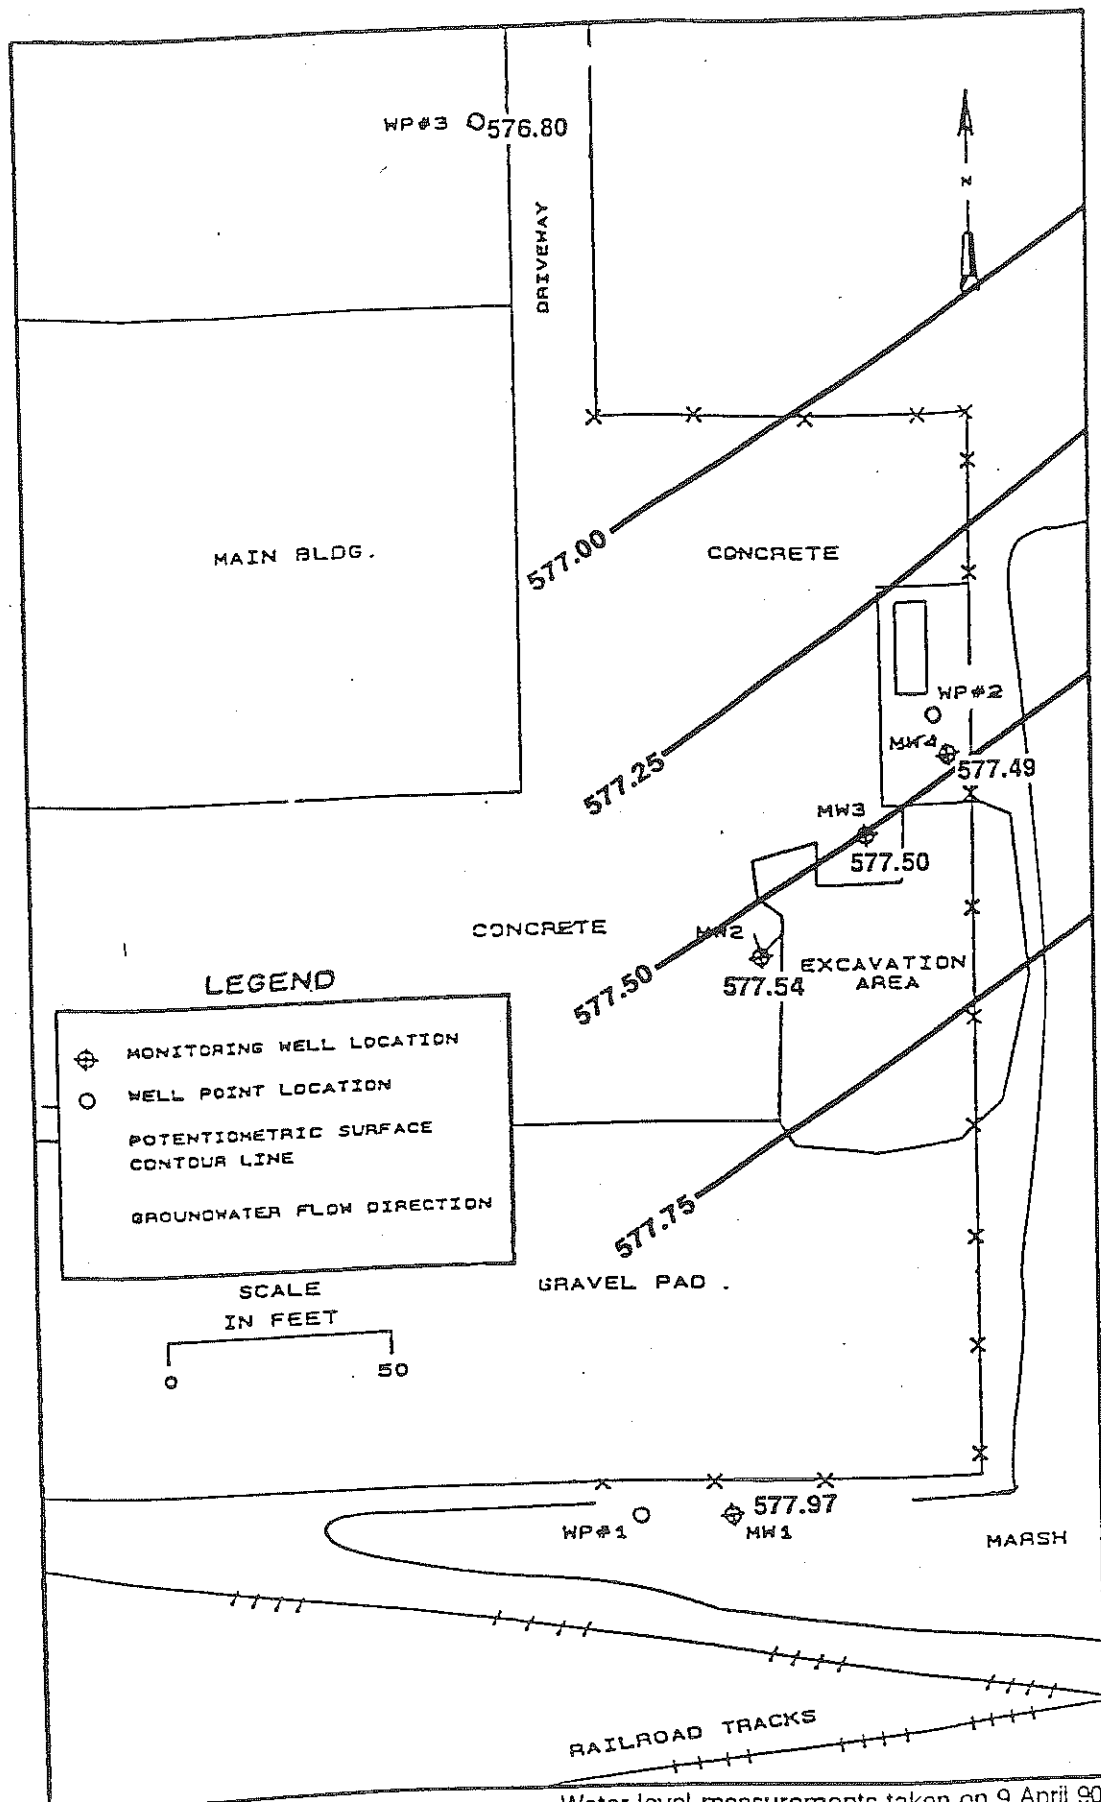 WP#3 576.80
N
DRIVEWAY
577.00
MAIN BLDG.
CONCRETE
WP#2
MW4
577.49
577.25
MW3
577.50
CONCRETE
MW2
577.54
EXCAVATION
AREA
577.50
LEGEND
MONITORING WELL LOCATION
WELL POINT LOCATION
POTENTIOMETRIC SURFACE
CONTOUR LINE
GROUNDWATER FLOW DIRECTION
577.75
GRAVEL PAD .
SCALE
IN FEET
0 50
577.97
WP#1 MW1
MARSH
RAILROAD TRACKS
Water level measurements taken on 9 April 90